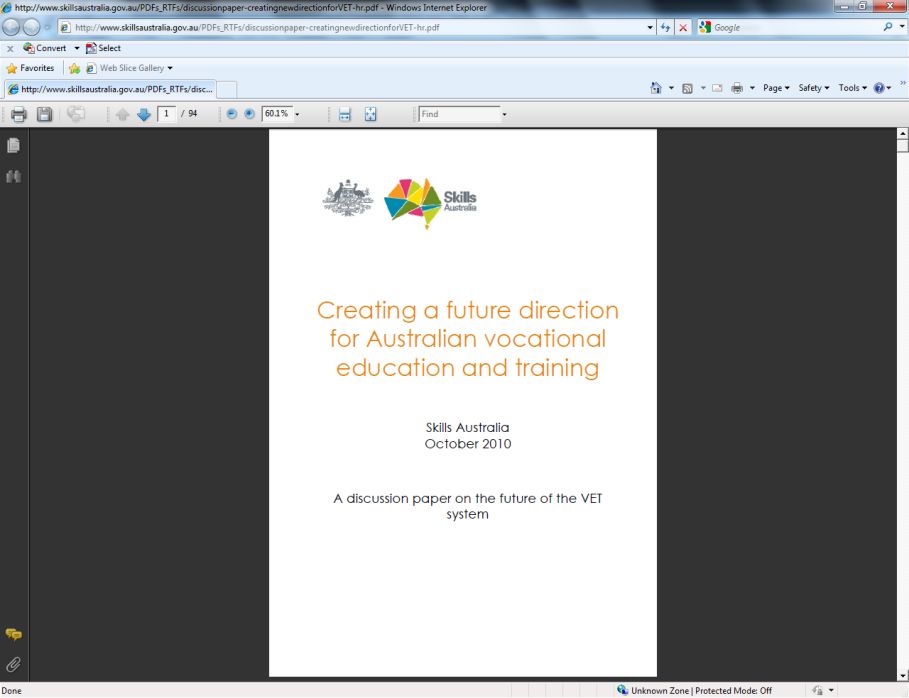 http://www.skillsaustralia.gov.au/PDFs_RTFs/discussionpaper-creatingnewdirectionforVET-hr.pdf - Windows Internet Explorer
http://www.skillsaustralia.gov.au/PDFs_RTFs/discussionpaper-creatingnewdirectionforVET-hr.pdf
Google
x Convert Select
Favorites Web Slice Gallery
http://www.skillsaustralia.gov.au/PDFs_RTFs/disc...
Page Safety Tools
1 / 94 60.1% Find
Skills
Australia
Creating a future direction
for Australian vocational
education and training
Skills Australia
October 2010
A discussion paper on the future of the VET
system
Done Unknown Zone | Protected Mode: Off